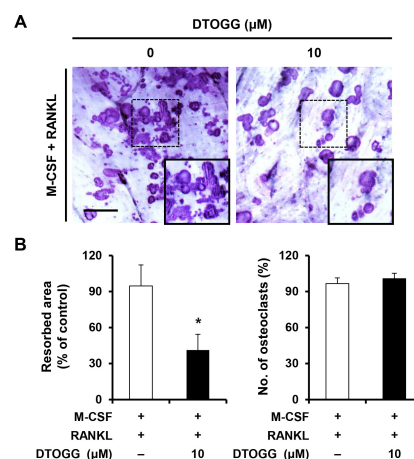 A
DTOGG (μM)
0 10
M-CSF + RANKL
B
120
90
60
30
0
Resorbed area
(% of control)
*
120
90
60
30
0
No. of osteoclasts (%)
M-CSF + + M-CSF + +
RANKL + + RANKL + +
DTOGG (μM) – 10 DTOGG (μM) – 10